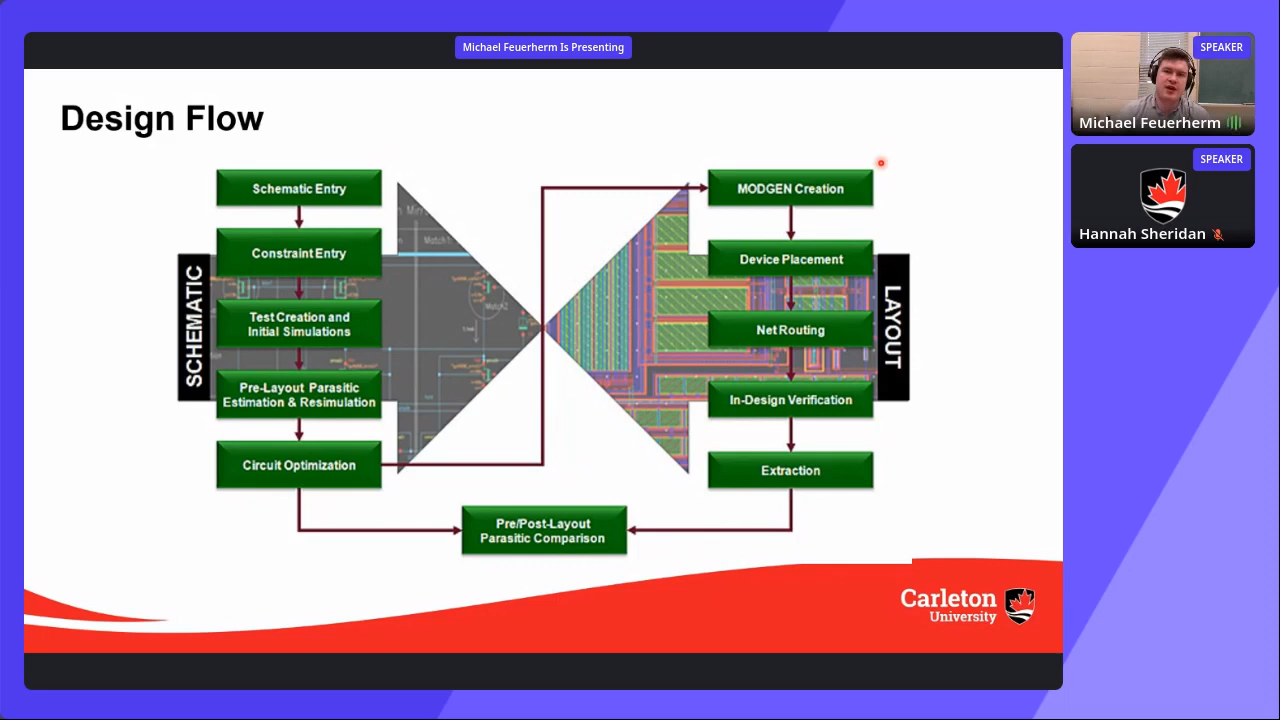 Michael Feuerherm Is Presenting
SPEAKER
Michael Feuerherm
SPEAKER
Hannah Sheridan
Design Flow
SCHEMATIC
Schematic Entry
Constraint Entry
Test Creation and
Initial Simulations
Pre-Layout Parasitic
Estimation & Resimulation
Circuit Optimization
MODGEN Creation
Device Placement
Net Routing
In-Design Verification
Extraction
LAYOUT
Pre/Post-Layout
Parasitic Comparison
Carleton
University